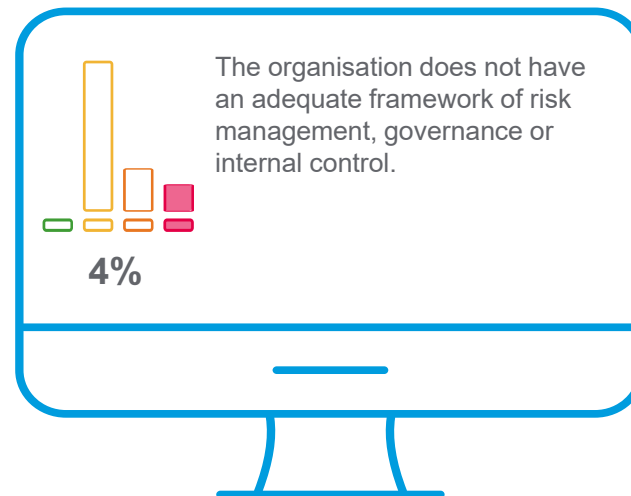 The organisation does not have
an adequate framework of risk
management, governance or
internal control.
4%